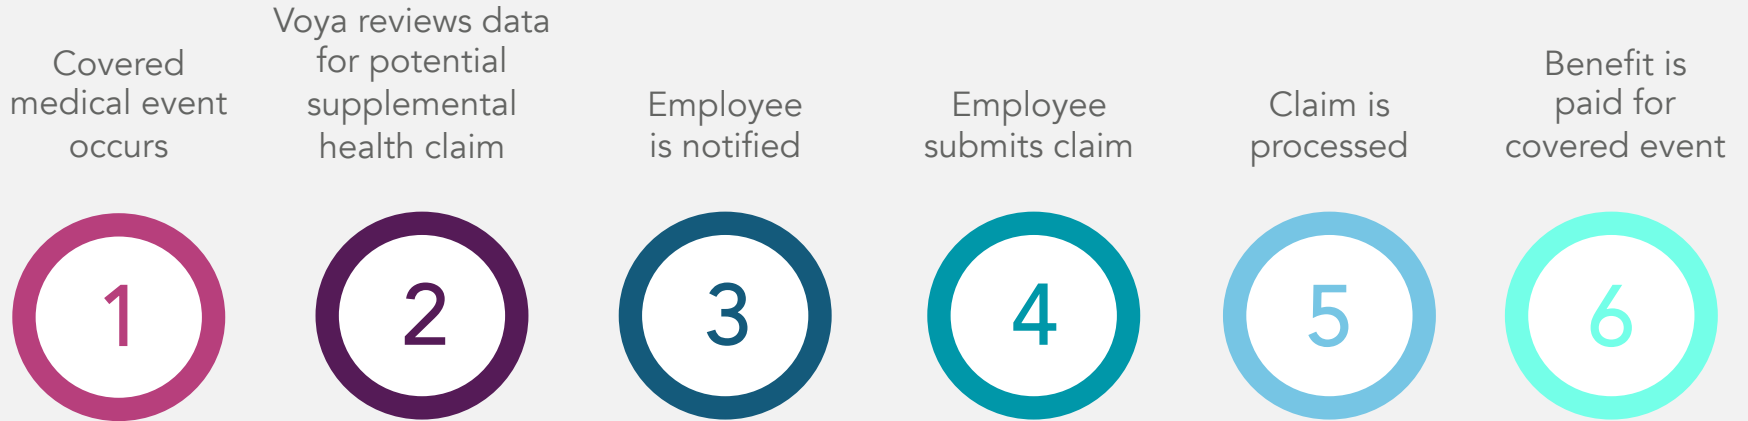 Covered
medical event
occurs
1
Voya reviews data
for potential
supplemental
health claim
2
Employee
is notified
3
Employee
submits claim
4
Claim is
processed
5
Benefit is
paid for
covered event
6